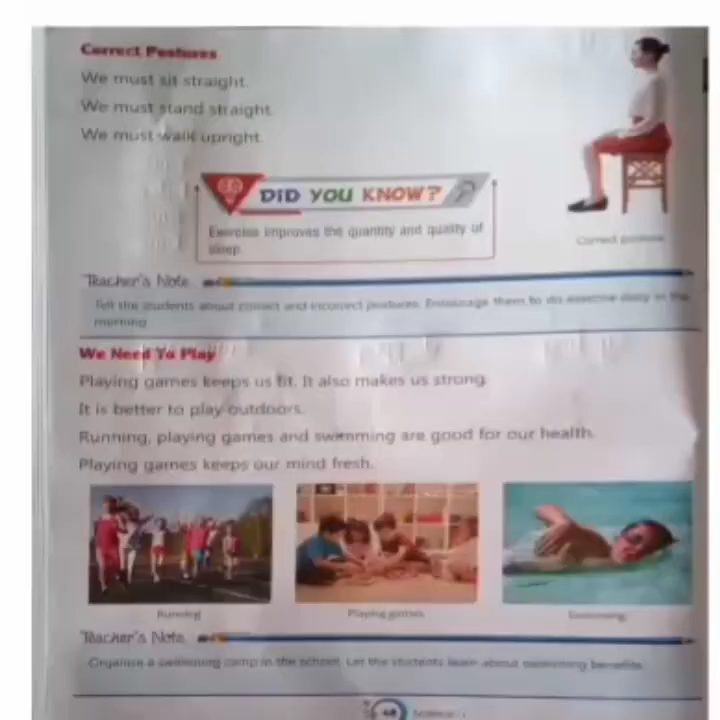 Correct Postures
We must sit straight.
We must stand straight.
We must walk upright.
DID YOU KNOW?
Exercise improves the quantity and quality of
sleep.
Correct posture
Teacher's Note
Tell the students about correct and incorrect postures. Encourage them to do exercise daily in the
morning.
We Need To Play
Playing games keeps us fit. It also makes us strong.
It is better to play outdoors.
Running, playing games and swimming are good for our health.
Playing games keeps our mind fresh.
Running
Playing games
Swimming
Teacher's Note
Organise a swimming camp in the school. Let the students learn about swimming benefits.
48
Science-1